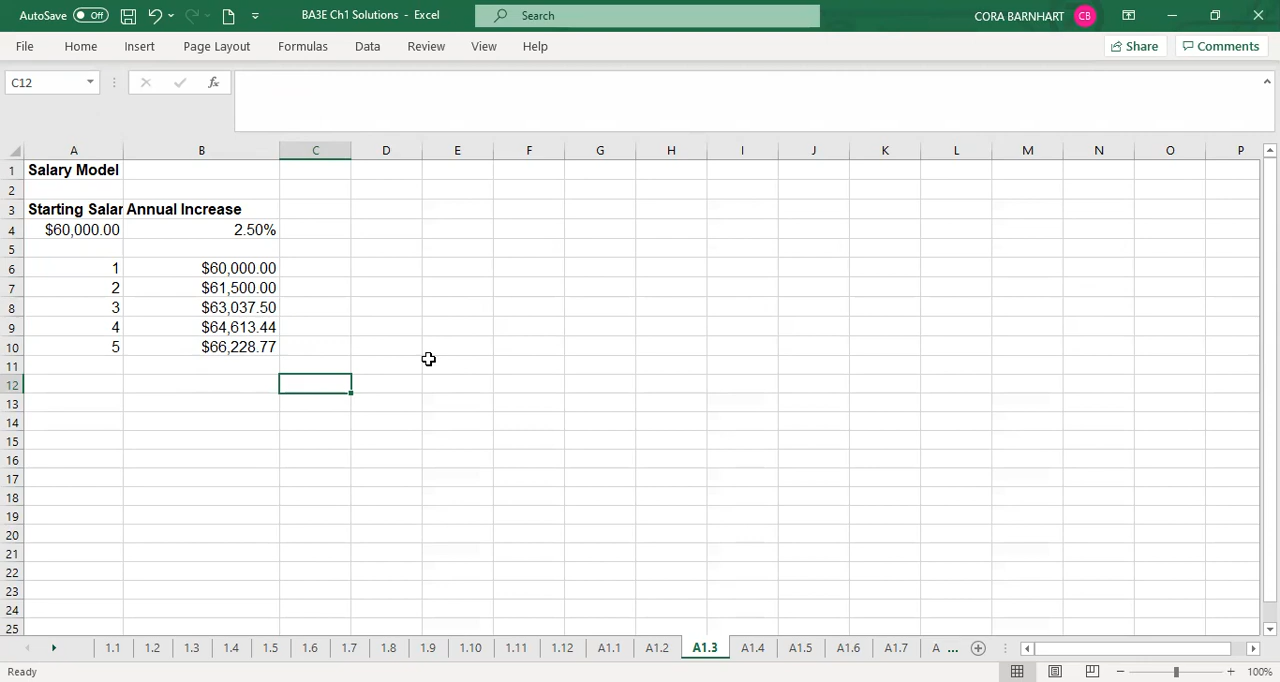 AutoSave Off BA3E Ch1 Solutions - Excel Search CORA BARNHART CB
File Home Insert Page Layout Formulas Data Review View Help Share Comments
C12 fx
A B C D E F G H I J K L M N O P
1 Salary Model
2
3 Starting Salar Annual Increase
4 $60,000.00 2.50%
5
6 1 $60,000.00
7 2 $61,500.00
8 3 $63,037.50
9 4 $64,613.44
10 5 $66,228.77
11
12
13
14
15
16
17
18
19
20
21
22
23
24
25
1.1 1.2 1.3 1.4 1.5 1.6 1.7 1.8 1.9 1.10 1.11 1.12 A1.1 A1.2 A1.3 A1.4 A1.5 A1.6 A1.7 A ...
Ready 100%